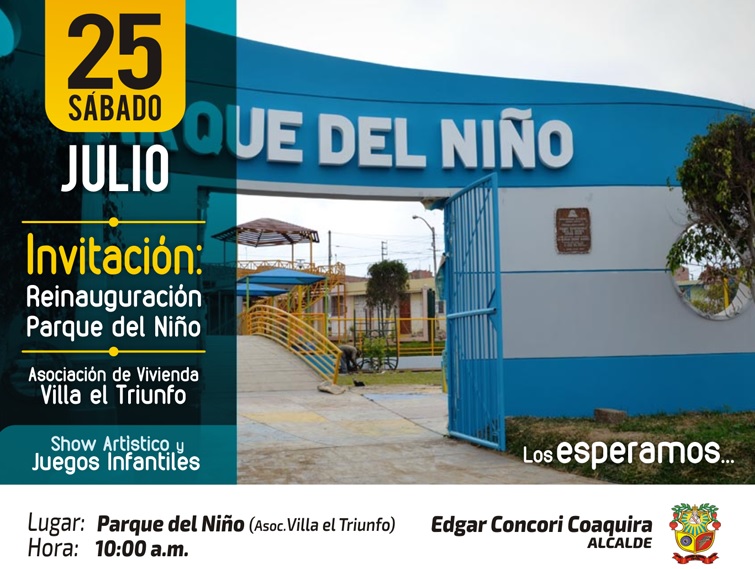 25
SÁBADO
JULIO
PARQUE DEL NIÑO
Invitación:
Reinauguración
Parque del Niño
Asociación de Vivienda
Villa el Triunfo
Show Artistico y
Juegos Infantiles
Los esperamos...
Lugar: Parque del Niño (Asoc.Villa el Triunfo)
Hora: 10:00 a.m.
Edgar Concori Coaquira
ALCALDE